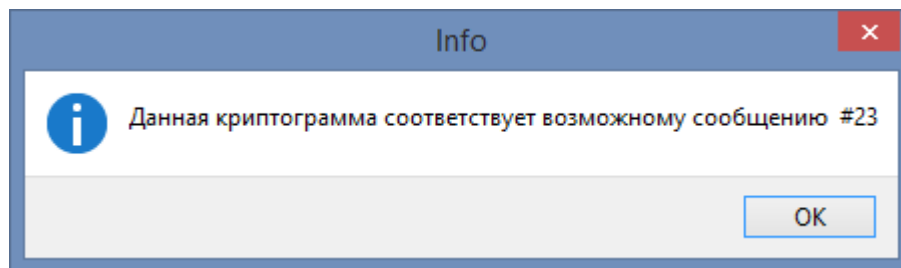 Info
Данная криптограмма соответствует возможному сообщению #23
OK